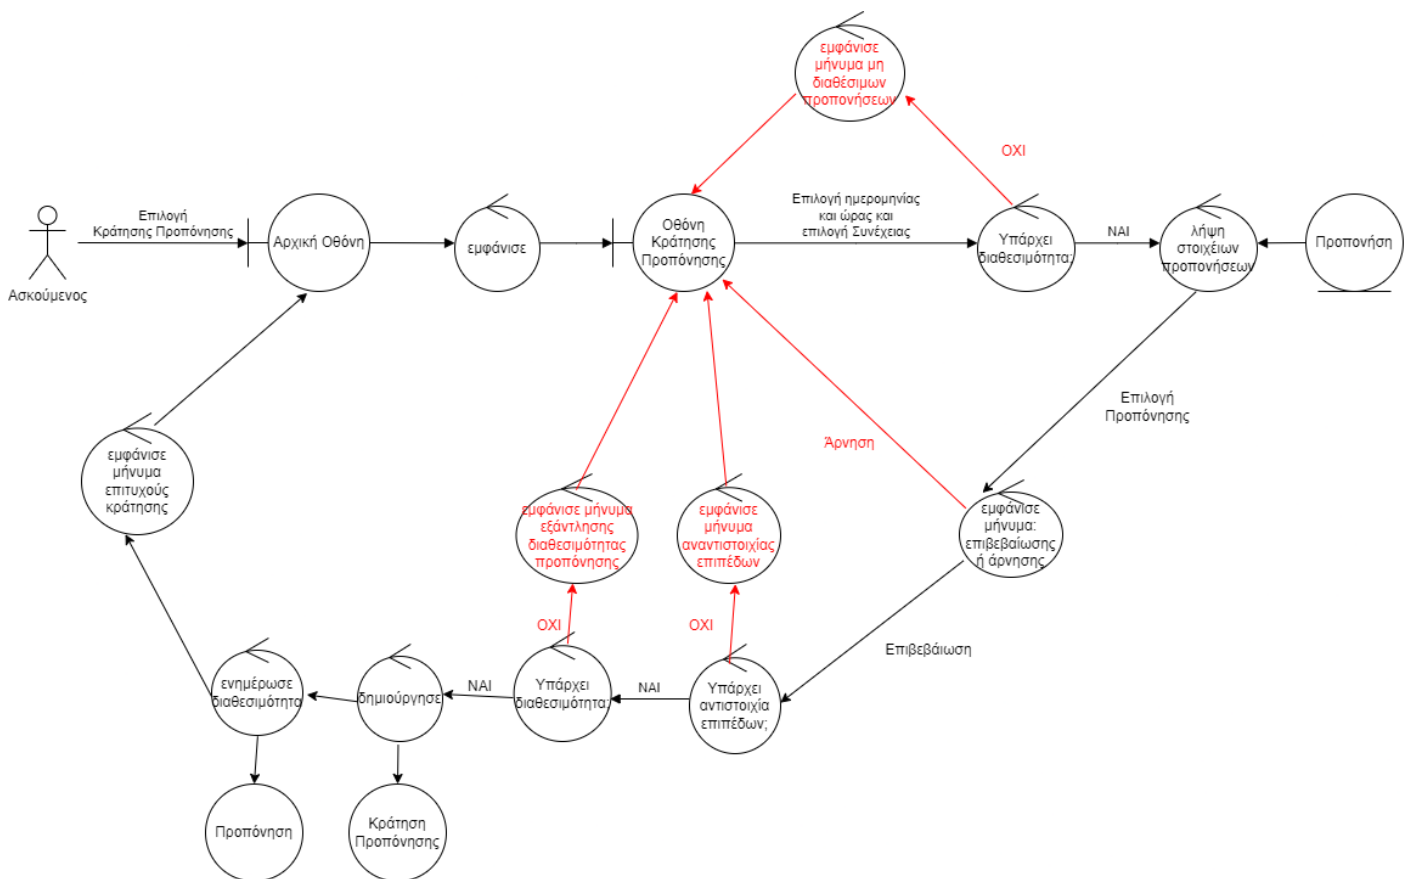 εμφάνισε
μήνυμα μη
διαθέσιμων
προπονήσεων
ΟΧΙ
Επιλογή
Κράτησης Προπόνησης
Αρχική Οθόνη
εμφάνισε
Οθόνη
Κράτησης
Προπόνησης
Επιλογή ημερομηνίας
και ώρας και
επιλογή Συνέχειας
Υπάρχει
διαθεσιμότητα;
ΝΑΙ
λήψη
στοιχείων
προπονήσεων
Προπονήση
Ασκούμενος
Επιλογή
Προπόνησης
Άρνηση
εμφάνισε
μήνυμα
επιτυχούς
κράτησης
εμφάνισε μήνυμα
εξάντλησης
διαθεσιμότητας
προπόνησης
εμφάνισε
μήνυμα
αναντιστοιχίας
επιπέδων
εμφάνισε
μήνυμα:
επιβεβαίωσης
ή άρνησης
ΟΧΙ
ΟΧΙ
Επιβεβάιωση
ενημέρωσε
διαθεσιμότητα
δημιούργησε
ΝΑΙ
Υπάρχει
διαθεσιμότητα;
ΝΑΙ
Υπάρχει
αντιστοιχία
επιπέδων;
Προπόνηση
Κράτηση
Προπόνησης